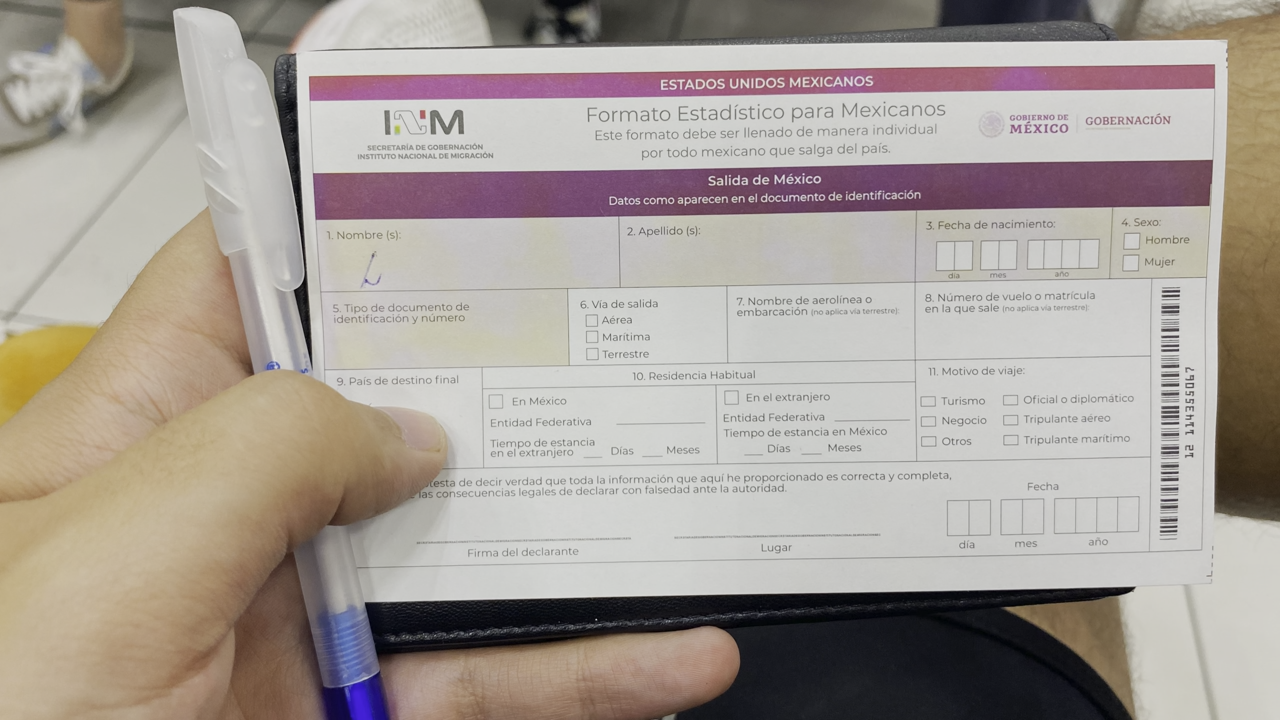 ESTADOS UNIDOS MEXICANOS
INM
SECRETARÍA DE GOBERNACIÓN
INSTITUTO NACIONAL DE MIGRACIÓN
Formato Estadístico para Mexicanos
Este formato debe ser llenado de manera individual
por todo mexicano que salga del país.
GOBIERNO DE
MÉXICO
GOBERNACIÓN
Salida de México
Datos como aparecen en el documento de identificación
1. Nombre (s):
2. Apellido (s):
3. Fecha de nacimiento:
día mes año
4. Sexo:
Hombre
Mujer
5. Tipo de documento de
identificación y número
6. Vía de salida
Aérea
Marítima
Terrestre
7. Nombre de aerolínea o
embarcación (no aplica vía terrestre):
8. Número de vuelo o matrícula
en la que sale (no aplica vía terrestre):
9. País de destino final
10. Residencia Habitual
En México
Entidad Federativa
Tiempo de estancia
en el extranjero Días Meses
En el extranjero
Entidad Federativa
Tiempo de estancia en México
Días Meses
11. Motivo de viaje:
Turismo
Negocio
Otros
Oficial o diplomático
Tripulante aéreo
Tripulante marítimo
de decir verdad que toda la información que aquí he proporcionado es correcta y completa,
las consecuencias legales de declarar con falsedad ante la autoridad.
Firma del declarante
Lugar
Fecha
día mes año
12 114355067